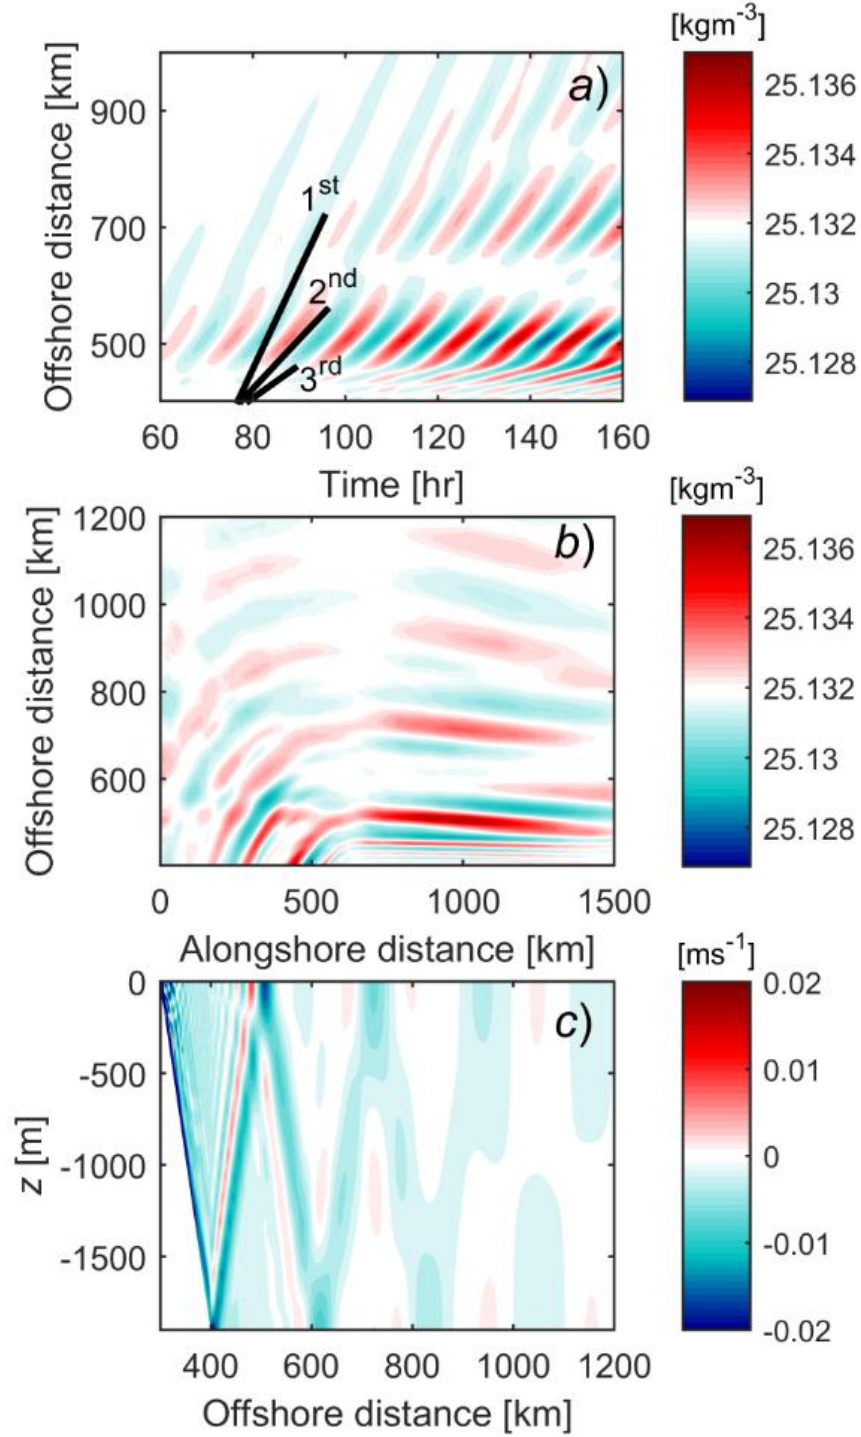 [kgm-3]
a)
Offshore distance [km]
900
700
500
1st
2nd
3rd
60 80 100 120 140 160
Time [hr]
25.136
25.134
25.132
25.13
25.128
[kgm-3]
b)
Offshore distance [km]
1200
1000
800
600
0 500 1000 1500
Alongshore distance [km]
25.136
25.134
25.132
25.13
25.128
[ms-1]
c)
z [m]
0
-500
-1000
-1500
400 600 800 1000 1200
Offshore distance [km]
0.02
0.01
0
-0.01
-0.02